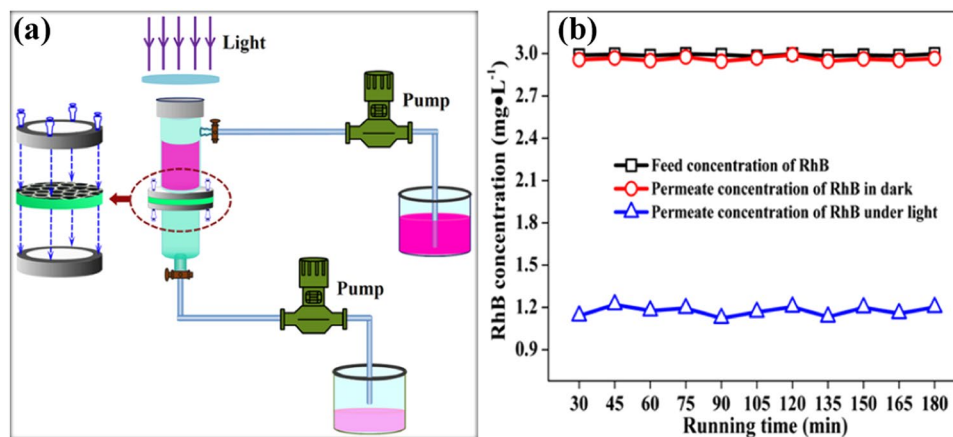 (a)
Light
Pump
Pump
(b)
RhB concentration (mg●L⁻¹)
3.0
2.7
2.4
2.1
1.8
1.5
1.2
0.9
Feed concentration of RhB
Permeate concentration of RhB in dark
Permeate concentration of RhB under light
30 45 60 75 90 105 120 135 150 165 180
Running time (min)